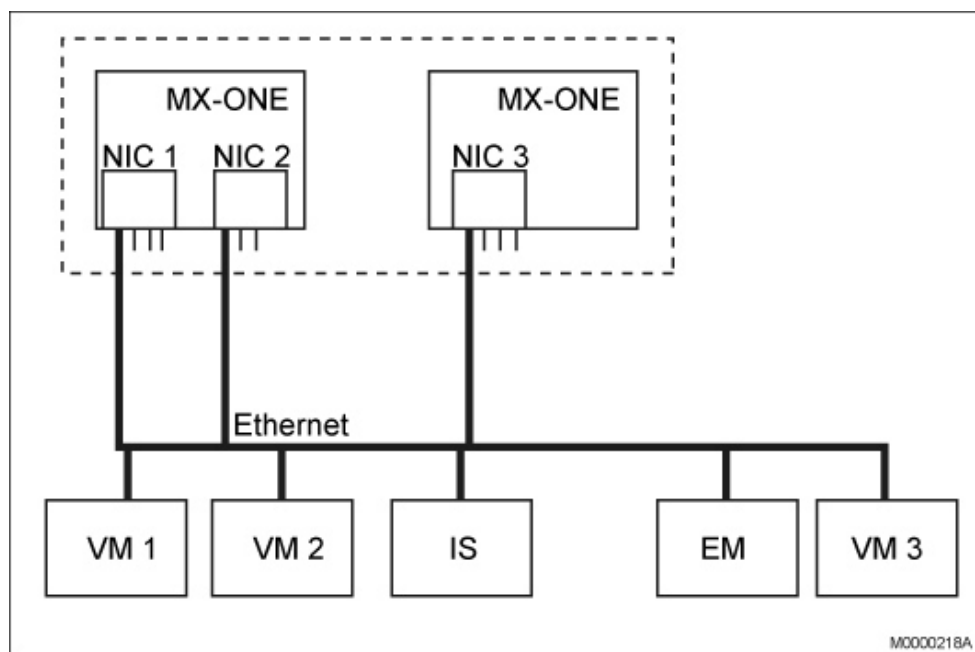 MX-ONE
MX-ONE
NIC 1
NIC 2
NIC 3
Ethernet
VM 1
VM 2
IS
EM
VM 3
M0000218A